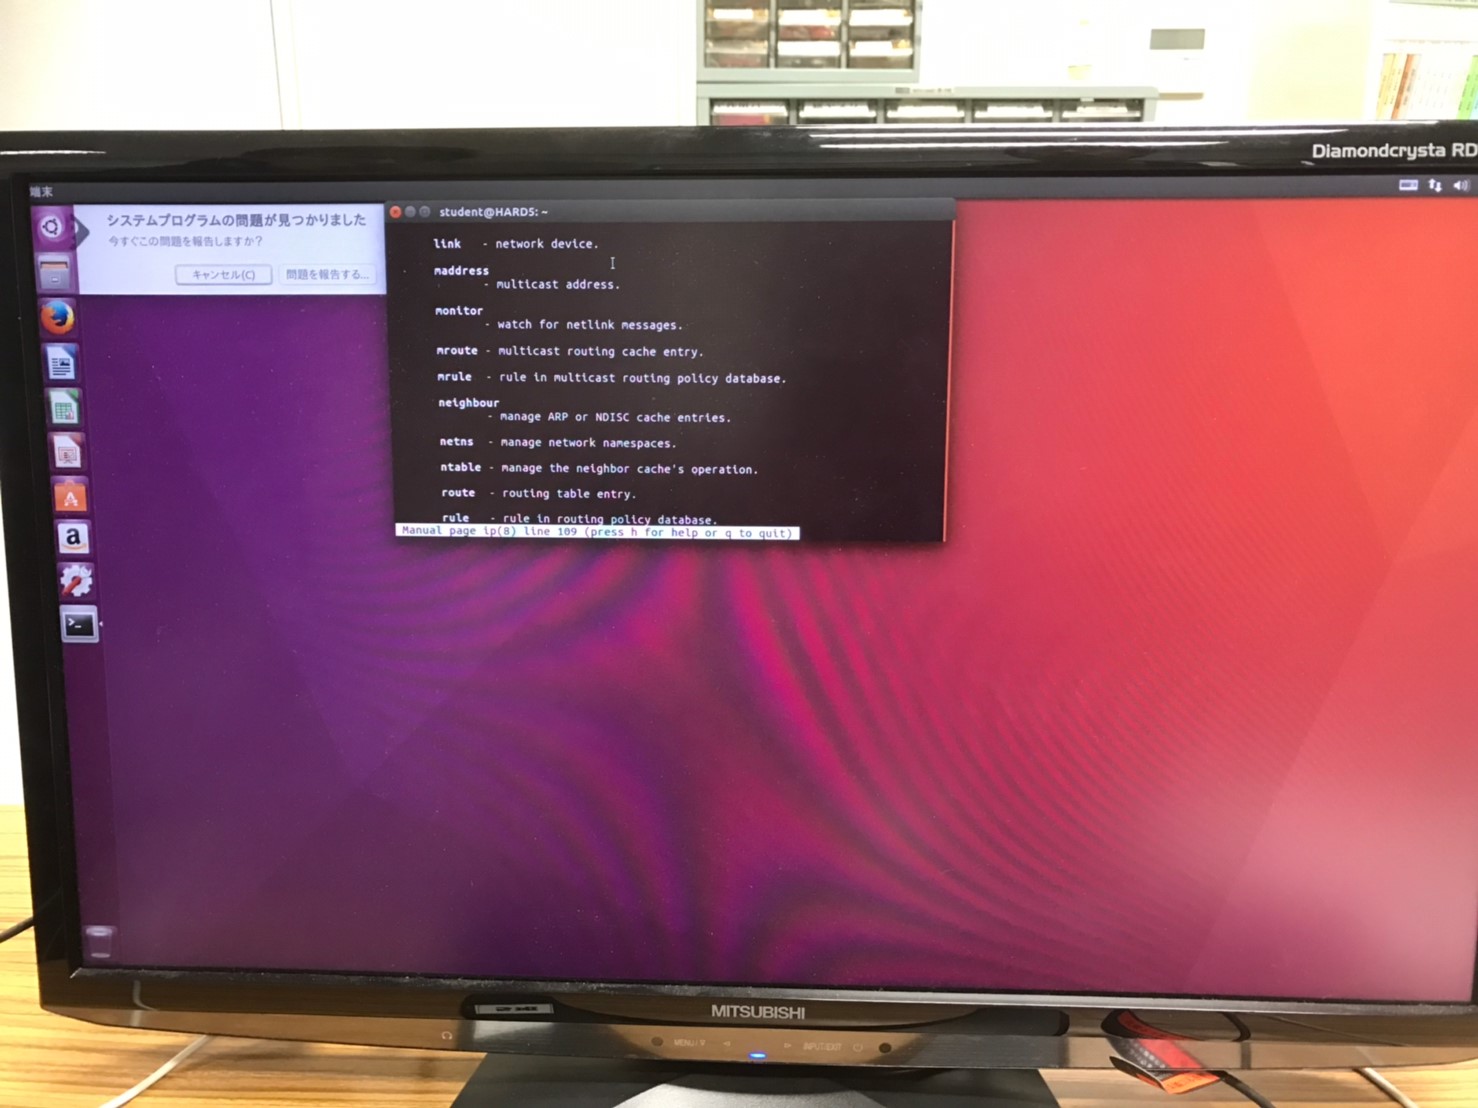 Diamondcrysta RD
端末
システムプログラムの問題が見つかりました
今すぐこの問題を報告しますか?
キャンセル(C)
問題を報告する...
student@HARD5: ~
link - network device.
maddress
- multicast address.
monitor
- watch for netlink messages.
mroute - multicast routing cache entry.
mrule - rule in multicast routing policy database.
neighbour
- manage ARP or NDISC cache entries.
netns - manage network namespaces.
ntable - manage the neighbor cache's operation.
route - routing table entry.
rule - rule in routing policy database.
Manual page ip(8) line 109 (press h for help or q to quit)
a
MITSUBISHI
MENU
INPUT/EXIT